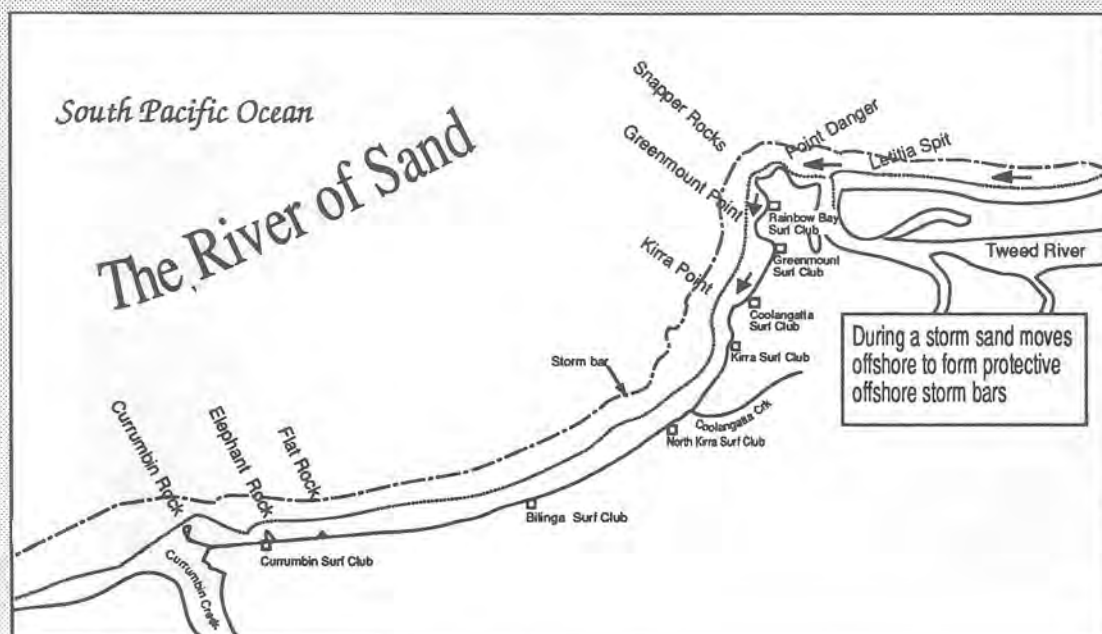 South Pacific Ocean
The River of Sand
Snapper Rocks
Point Danger
Letitia Spit
Greenmount Point
Rainbow Bay
Surf Club
Tweed River
Kirra Point
Greenmount
Surf Club
Coolangatta
Surf Club
During a storm sand moves
offshore to form protective
offshore storm bars
Kirra Surf Club
Storm bar
Coolangatta Crk
North Kirra Surf Club
Currumbin Rock
Elephant Rock
Flat Rock
Bilinga Surf Club
Currumbin Surf Club
Currumbin Creek